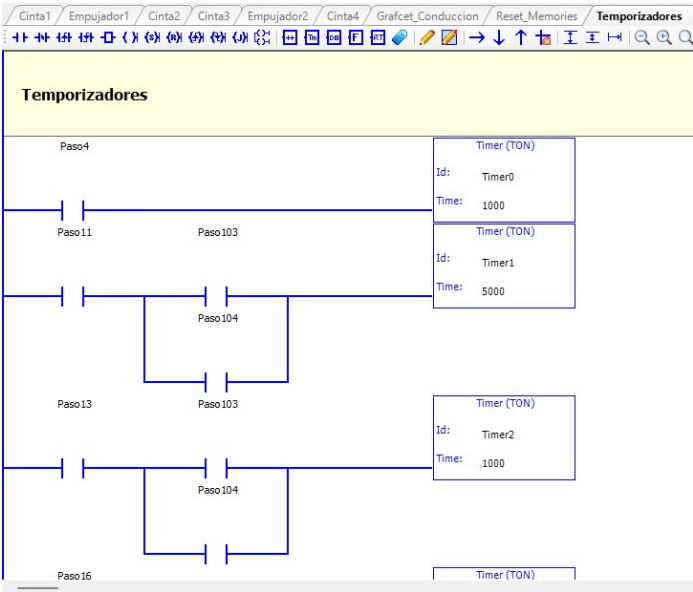 Cinta1 Empujador1 Cinta2 Cinta3 Empujador2 Cinta4 Grafcet_Conduccion Reset_Memories Temporizadores
Temporizadores
Paso4 Timer (TON)
Id: Timer0
Time: 1000
Paso11 Paso103 Timer (TON)
Id: Timer1
Time: 5000
Paso104
Paso13 Paso103 Timer (TON)
Id: Timer2
Time: 1000
Paso104
Paso16 Timer (TON)